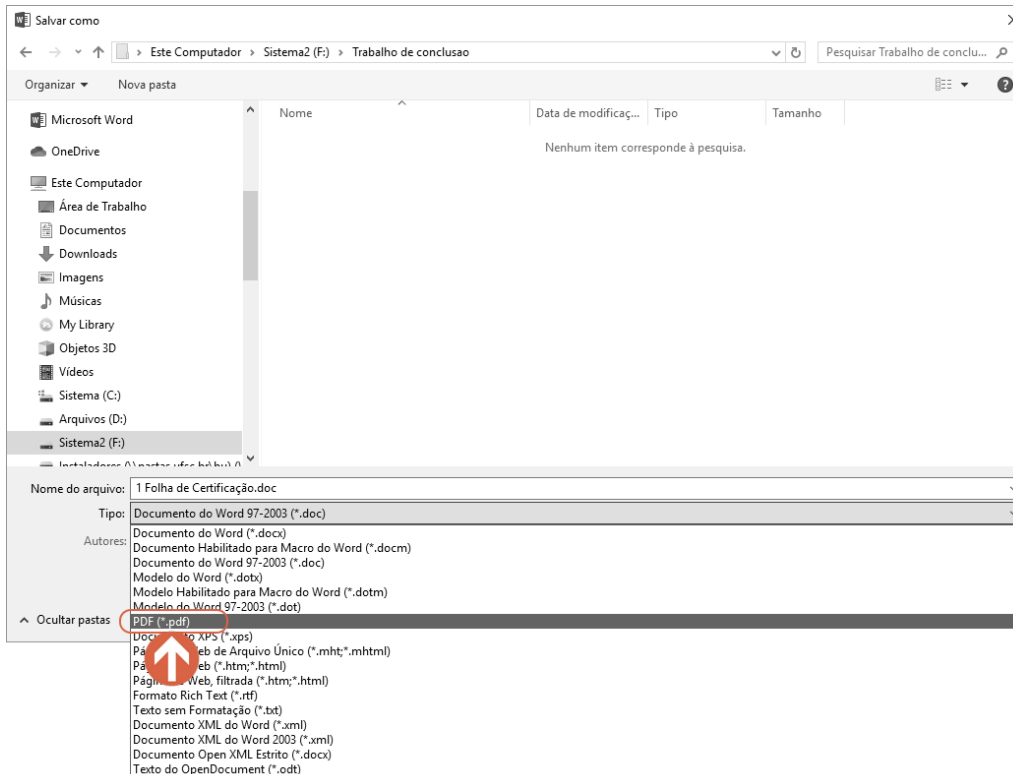 Salvar como
Este Computador > Sistema2 (F:) > Trabalho de conclusao
Pesquisar Trabalho de conclu...
Organizar Nova pasta
Nome Data de modificaç... Tipo Tamanho
Nenhum item corresponde à pesquisa.
Microsoft Word
OneDrive
Este Computador
Área de Trabalho
Documentos
Downloads
Imagens
Músicas
My Library
Objetos 3D
Vídeos
Sistema (C:)
Arquivos (D:)
Sistema2 (F:)
Nome do arquivo: 1 Folha de Certificação.doc
Tipo: Documento do Word 97-2003 (*.doc)
Autores:
Documento do Word (*.docx)
Documento Habilitado para Macro do Word (*.docm)
Documento do Word 97-2003 (*.doc)
Modelo do Word (*.dotx)
Modelo Habilitado para Macro do Word (*.dotm)
Modelo do Word 97-2003 (*.dot)
Ocultar pastas
PDF (*.pdf)
Documento XPS (*.xps)
Web de Arquivo Único (*.mht;*.mhtml)
Web (*.htm;*.html)
Web, filtrada (*.htm;*.html)
Formato Rich Text (*.rtf)
Texto sem Formatação (*.txt)
Documento XML do Word (*.xml)
Documento XML do Word 2003 (*.xml)
Documento Open XML Estrito (*.docx)
Texto do OpenDocument (*.odt)